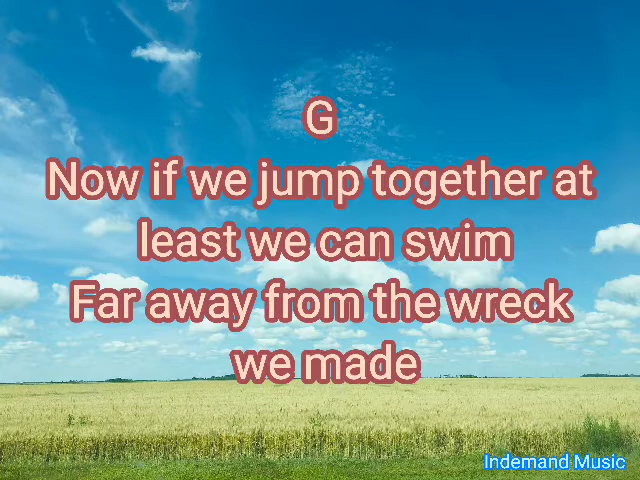 G
Now if we jump together at
least we can swim
Far away from the wreck
we made
Indemand Music